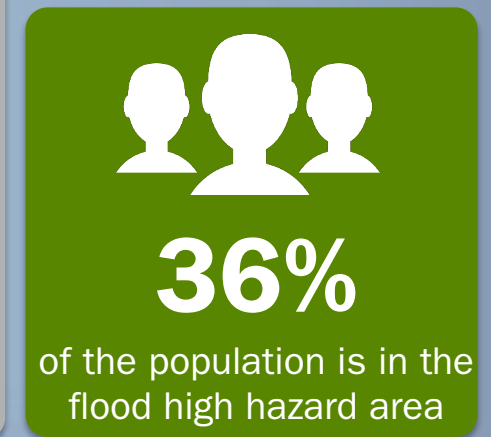 36%
of the population is in the
flood high hazard area